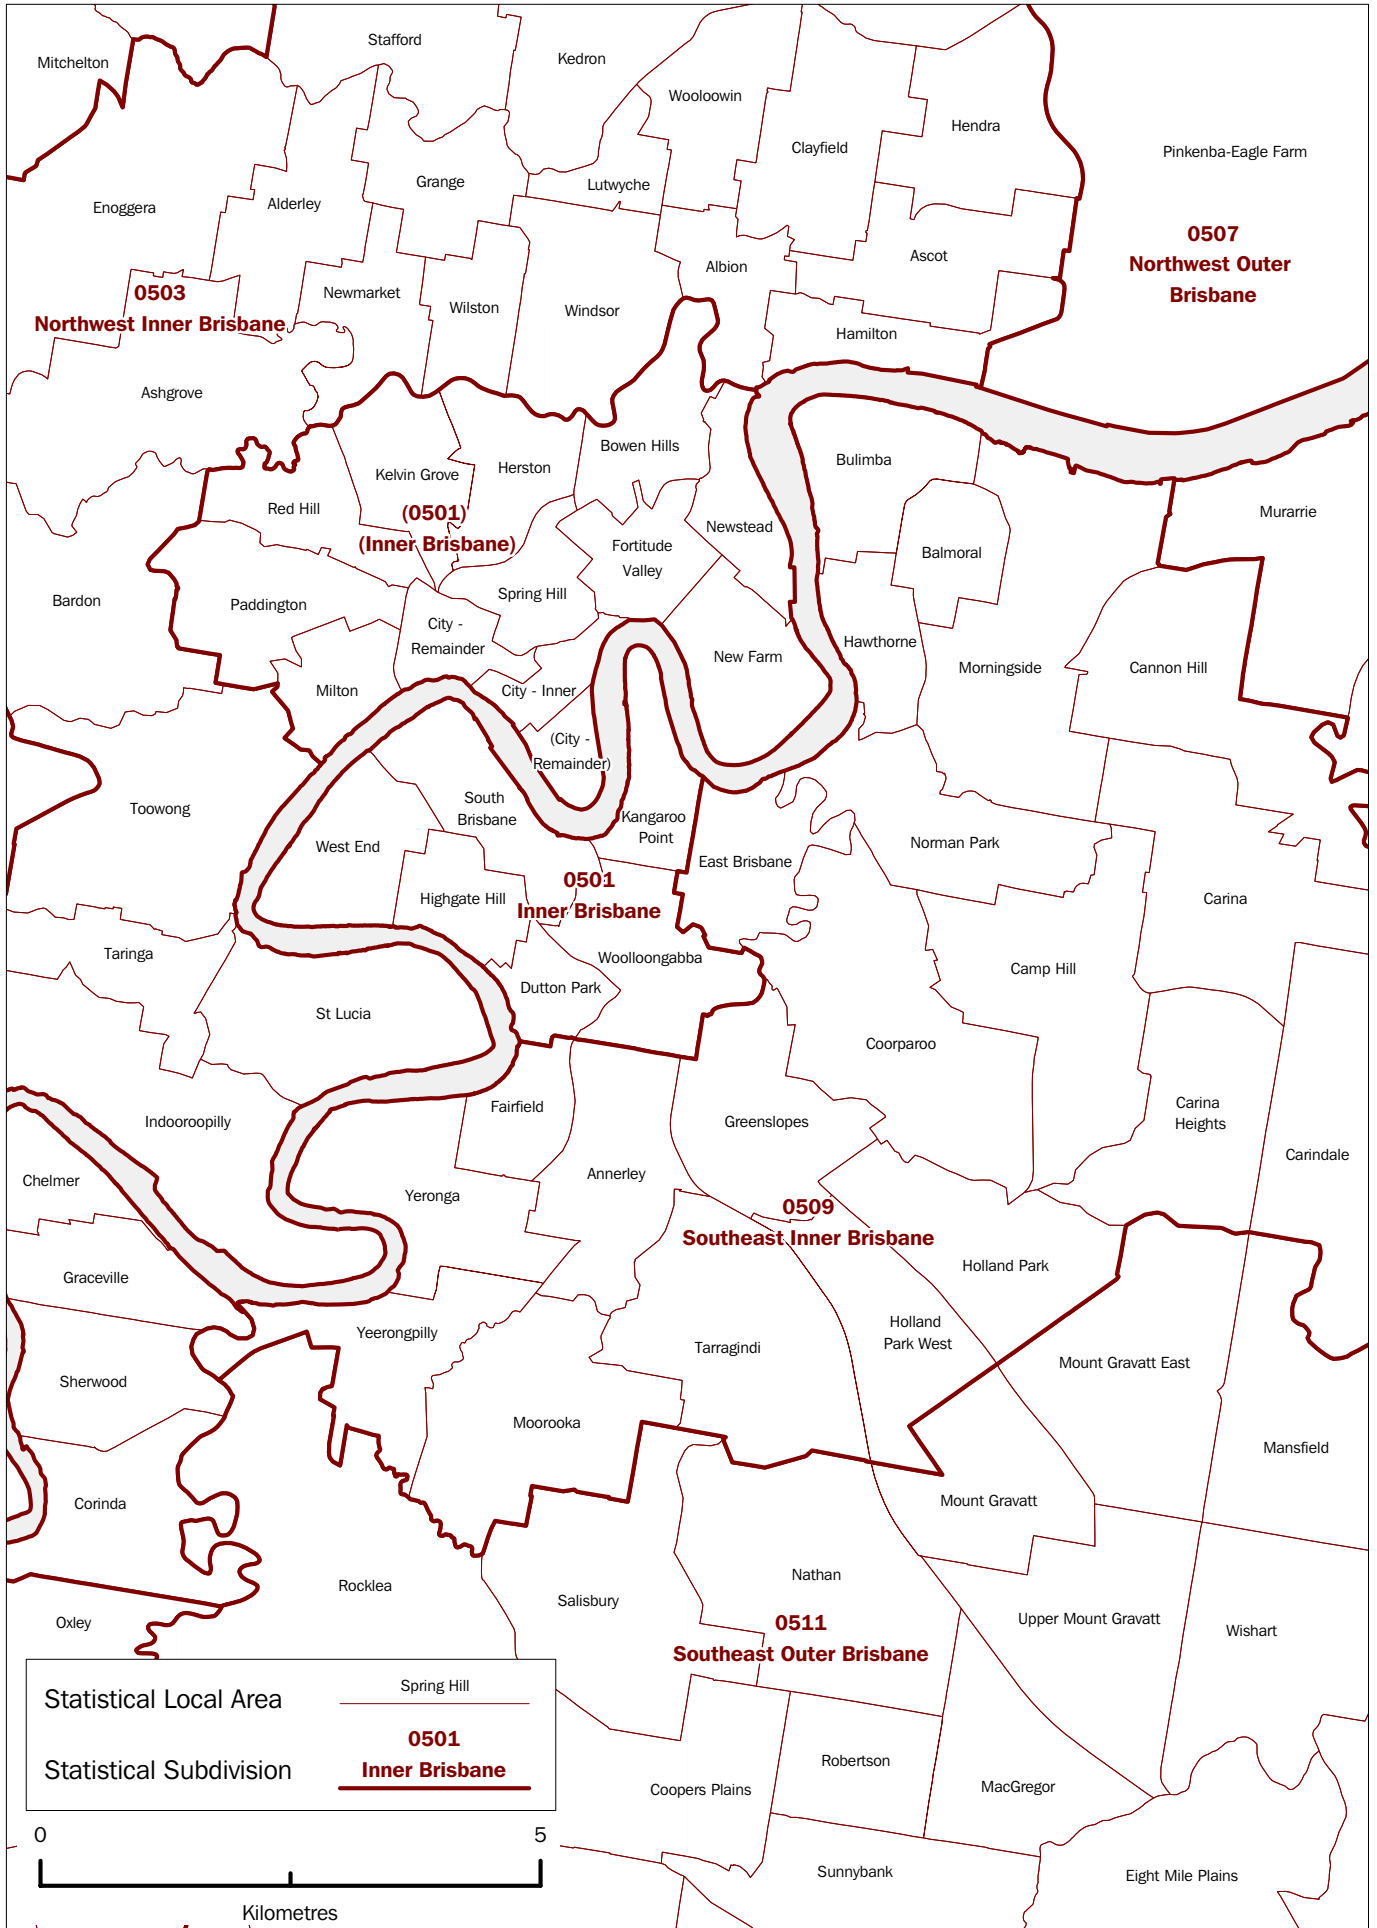 Mitchelton
Stafford
Kedron
Wooloowin
Hendra
Clayfield
Pinkenba-Eagle Farm
Grange
Lutwyche
Enoggera
Alderley
0507
Northwest Outer
Brisbane
Ascot
Albion
0503
Northwest Inner Brisbane
Newmarket
Wilston
Windsor
Hamilton
Ashgrove
Bowen Hills
Bulimba
Herston
Kelvin Grove
Red Hill
(0501)
(Inner Brisbane)
Newstead
Murarrie
Fortitude
Valley
Balmoral
Spring Hill
Bardon
Paddington
City -
Remainder
Hawthorne
New Farm
Morningside
Cannon Hill
Milton
City - Inner
(City -
Remainder)
Toowong
South
Brisbane
Kangaroo
Point
West End
Norman Park
East Brisbane
0501
Inner Brisbane
Highgate Hill
Carina
Taringa
Woolloongabba
Camp Hill
Dutton Park
St Lucia
Coorparoo
Fairfield
Carina
Heights
Indooroopilly
Greenslopes
Carindale
Chelmer
Annerley
Yeronga
0509
Southeast Inner Brisbane
Holland Park
Graceville
Holland
Park West
Yeerongpilly
Tarragindi
Mount Gravatt East
Sherwood
Moorooka
Mansfield
Corinda
Mount Gravatt
Nathan
Rocklea
Salisbury
Oxley
0511
Southeast Outer Brisbane
Upper Mount Gravatt
Wishart
Statistical Local Area
Spring Hill
0501
Inner Brisbane
Statistical Subdivision
Robertson
Coopers Plains
MacGregor
0
5
Sunnybank
Eight Mile Plains
Kilometres